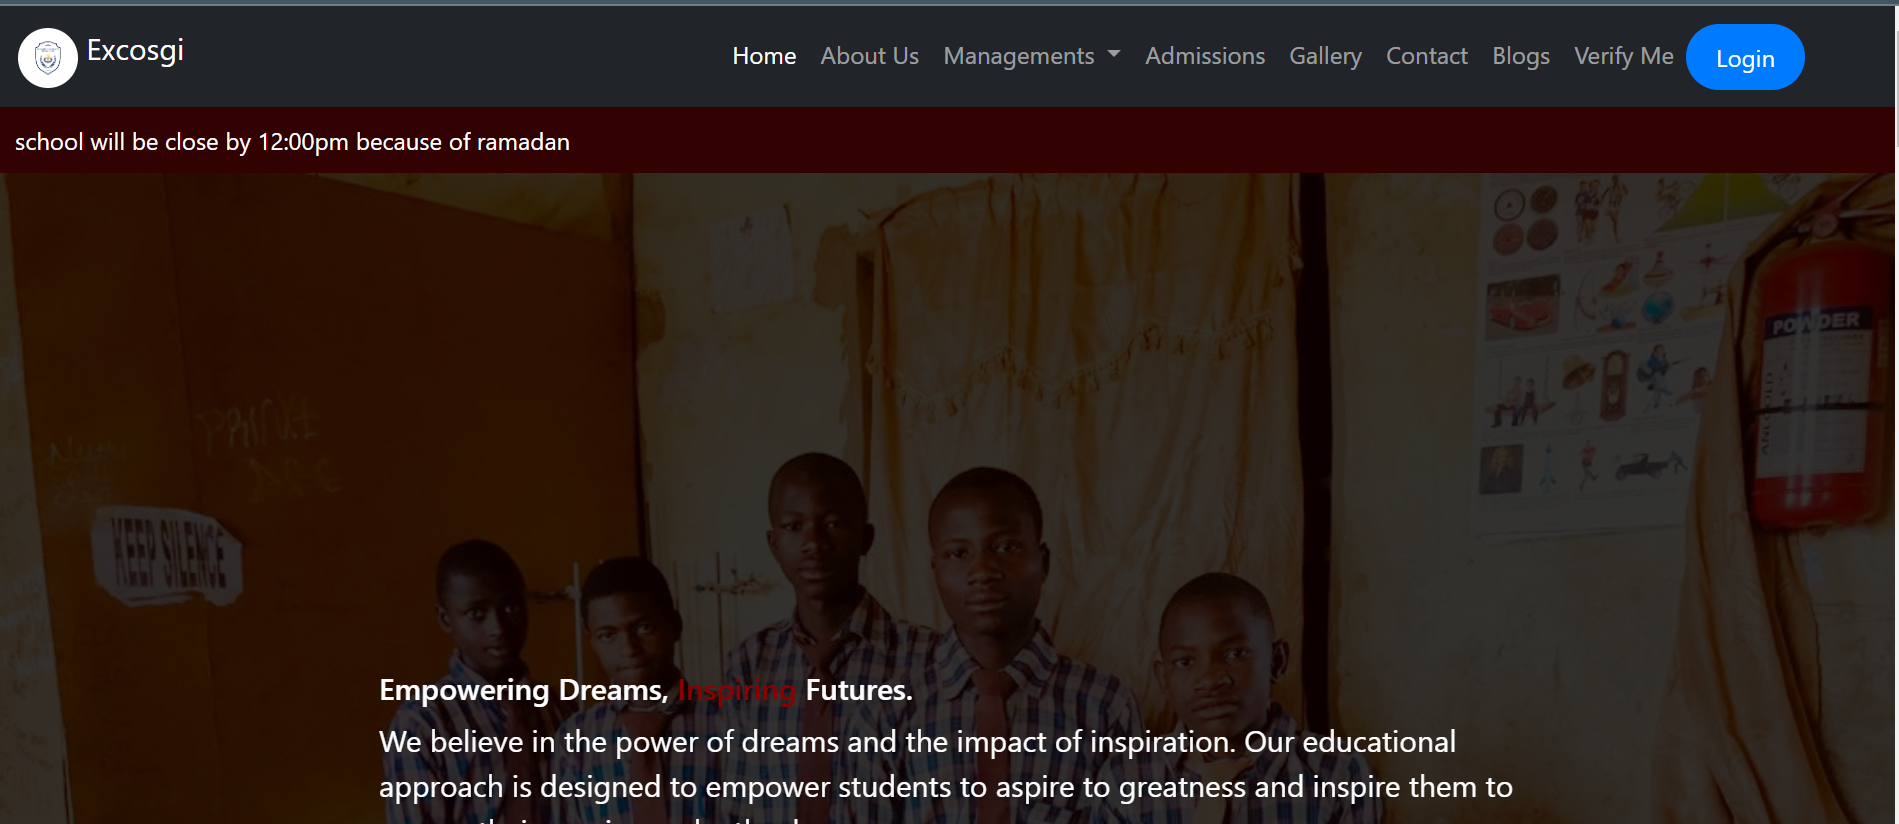 Excosgi
Home About Us Managements Admissions Gallery Contact Blogs Verify Me Login
school will be close by 12:00pm because of ramadan
POWDER
KEEP SILENCE
Empowering Dreams, Inspiring Futures.
We believe in the power of dreams and the impact of inspiration. Our educational
approach is designed to empower students to aspire to greatness and inspire them to